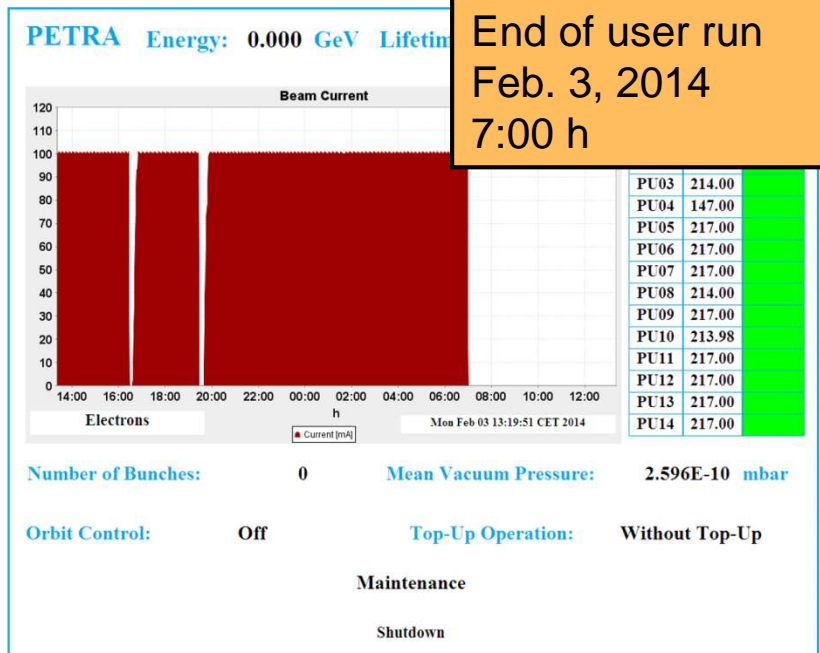 PETRA Energy: 0.000 GeV
End of user run
Feb. 3, 2014
7:00 h
Beam Current
120
110
100
90
80
70
60
50
40
30
20
10
0
14:00 16:00 18:00 20:00 22:00 00:00 02:00 04:00 06:00 08:00 10:00 12:00
h
Electrons
Current [mA]
Mon Feb 03 13:19:51 CET 2014
PU03 214.00
PU04 147.00
PU05 217.00
PU06 217.00
PU07 217.00
PU08 214.00
PU09 217.00
PU10 213.98
PU11 217.00
PU12 217.00
PU13 217.00
PU14 217.00
Number of Bunches: 0 Mean Vacuum Pressure: 2.596E-10 mbar
Orbit Control: Off Top-Up Operation: Without Top-Up
Maintenance
Shutdown